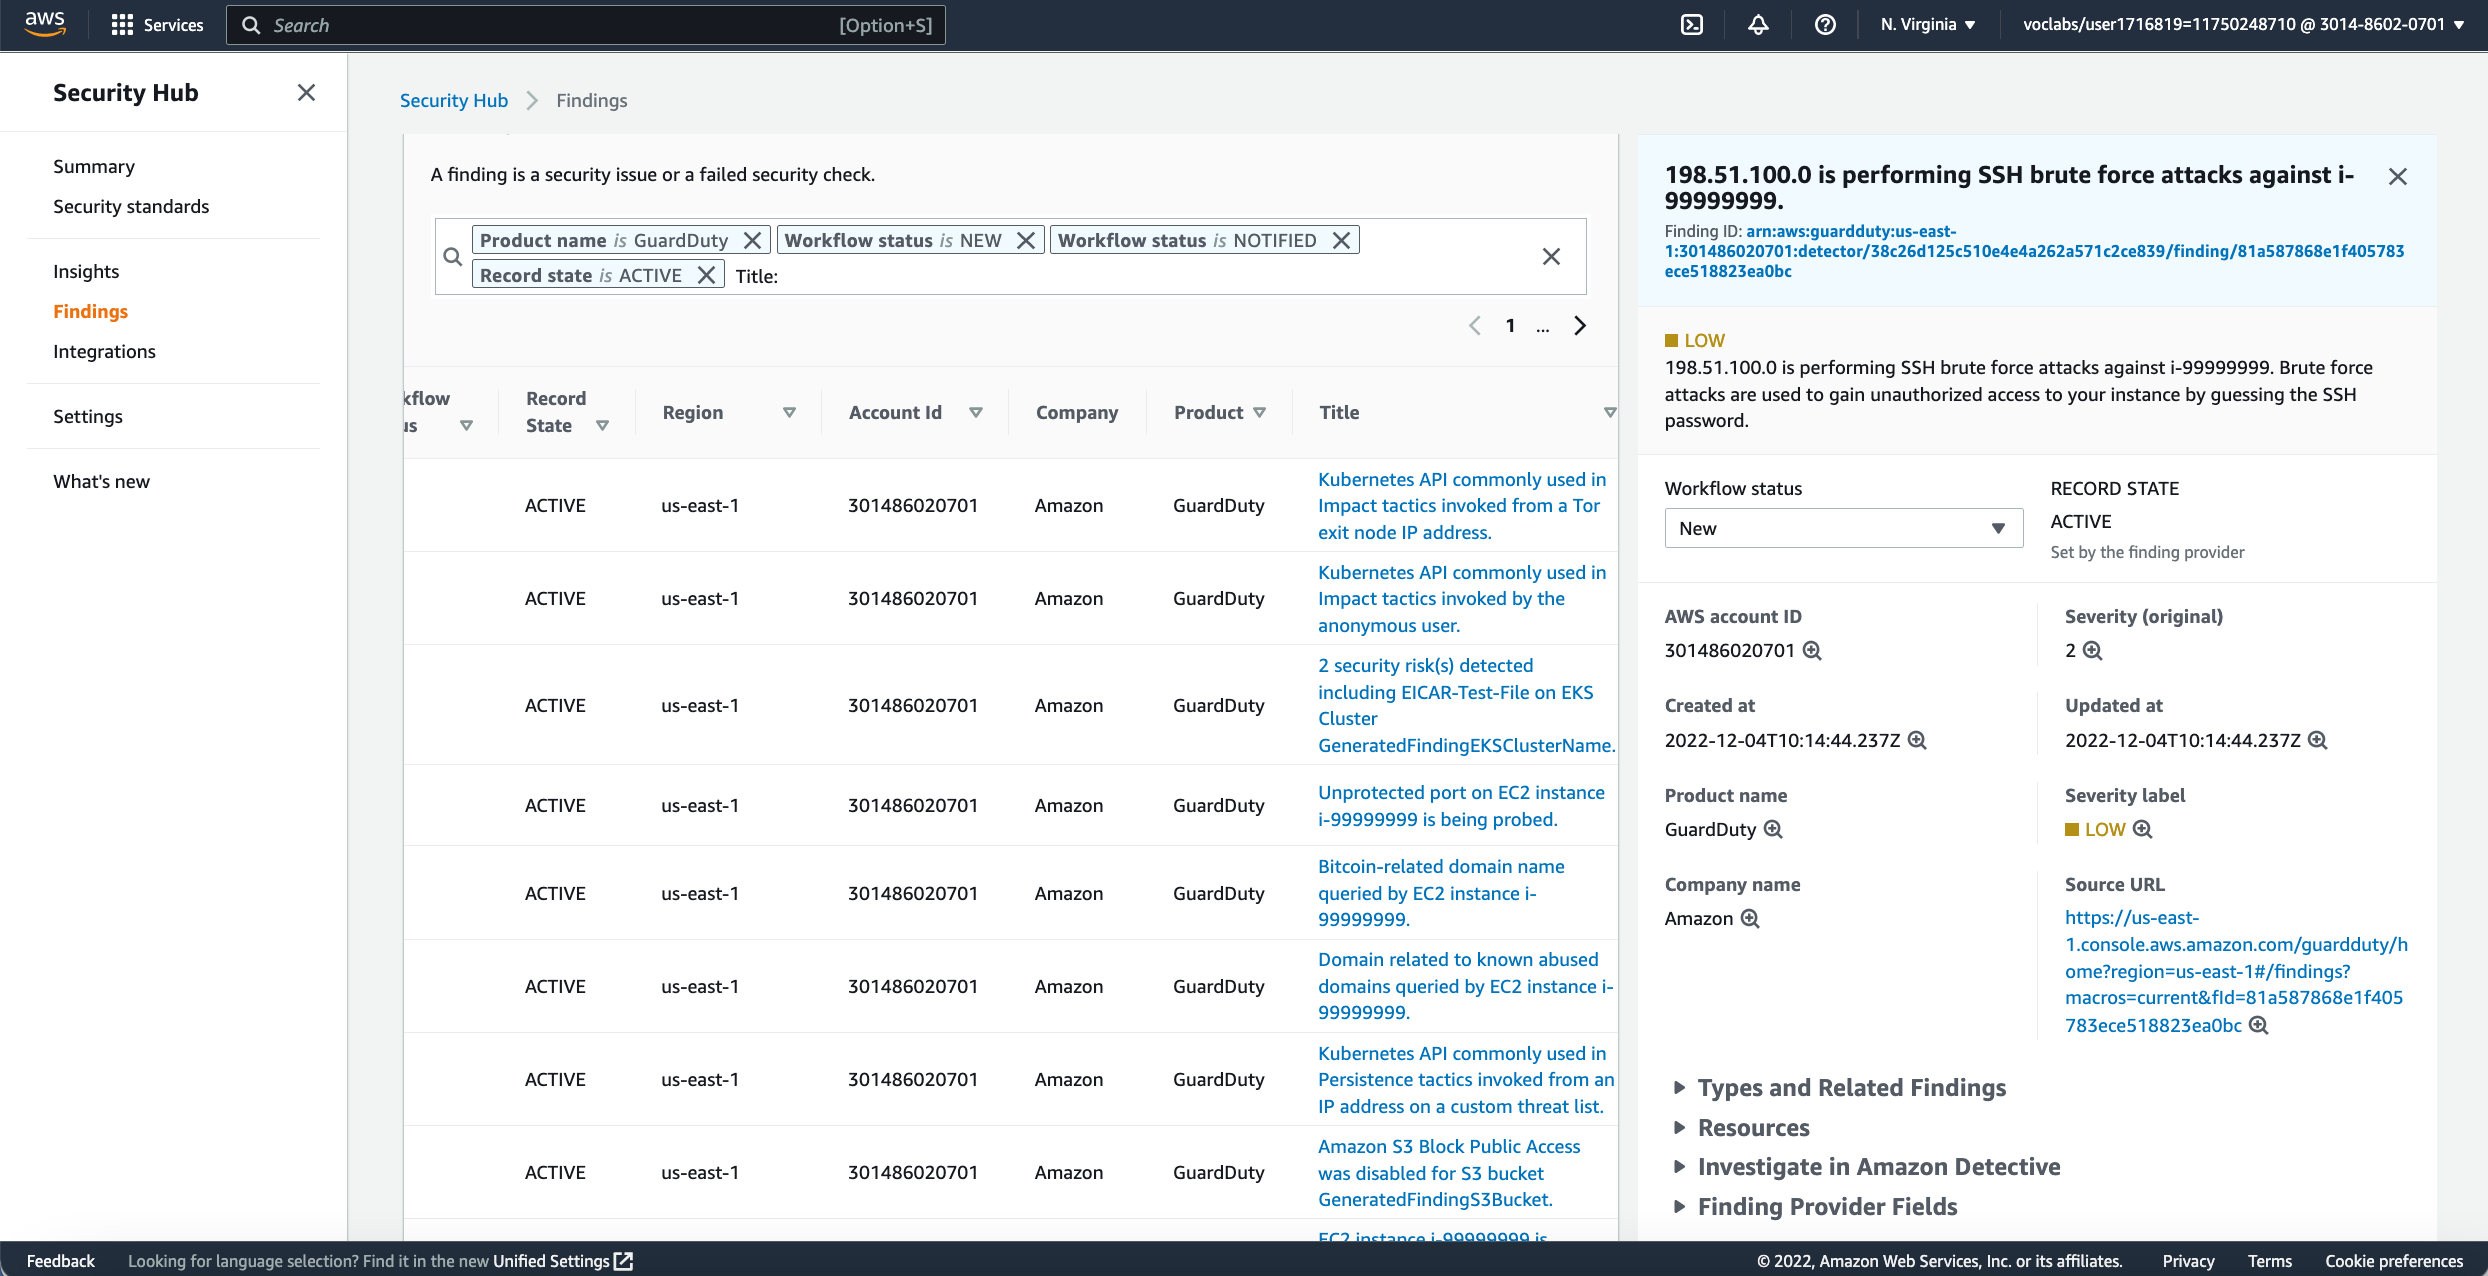 aws
Services
Search
[Option+S]
N. Virginia
voclabs/user1716819=11750248710 @ 3014-8602-0701
Security Hub
Summary
Security standards
Insights
Findings
Integrations
Settings
What's new
Security Hub
Findings
A finding is a security issue or a failed security check.
Product name is GuardDuty
Workflow status is NEW
Workflow status is NOTIFIED
Record state is ACTIVE
Title:
1
...
kflow
us
Record
State
Region
Account Id
Company
Product
Title
ACTIVE us-east-1 301486020701 Amazon GuardDuty
Kubernetes API commonly used in
Impact tactics invoked from a Tor
exit node IP address.
ACTIVE us-east-1 301486020701 Amazon GuardDuty
Kubernetes API commonly used in
Impact tactics invoked by the
anonymous user.
ACTIVE us-east-1 301486020701 Amazon GuardDuty
2 security risk(s) detected
including EICAR-Test-File on EKS
Cluster
GeneratedFindingEKSClusterName.
ACTIVE us-east-1 301486020701 Amazon GuardDuty
Unprotected port on EC2 instance
i-99999999 is being probed.
ACTIVE us-east-1 301486020701 Amazon GuardDuty
Bitcoin-related domain name
queried by EC2 instance i-
99999999.
ACTIVE us-east-1 301486020701 Amazon GuardDuty
Domain related to known abused
domains queried by EC2 instance i-
99999999.
ACTIVE us-east-1 301486020701 Amazon GuardDuty
Kubernetes API commonly used in
Persistence tactics invoked from an
IP address on a custom threat list.
ACTIVE us-east-1 301486020701 Amazon GuardDuty
Amazon S3 Block Public Access
was disabled for S3 bucket
GeneratedFindingS3Bucket.
EC2 instance i-99999999 is
198.51.100.0 is performing SSH brute force attacks against i-
99999999.
Finding ID: arn:aws:guardduty:us-east-
1:301486020701:detector/38c26d125c510e4e4a262a571c2ce839/finding/81a587868e1f405783
ece518823ea0bc
LOW
198.51.100.0 is performing SSH brute force attacks against i-99999999. Brute force
attacks are used to gain unauthorized access to your instance by guessing the SSH
password.
Workflow status
New
RECORD STATE
ACTIVE
Set by the finding provider
AWS account ID
301486020701
Severity (original)
2
Created at
2022-12-04T10:14:44.237Z
Updated at
2022-12-04T10:14:44.237Z
Product name
GuardDuty
Severity label
LOW
Company name
Amazon
Source URL
https://us-east-
1.console.aws.amazon.com/guardduty/h
ome?region=us-east-1#/findings?
macros=current&fId=81a587868e1f405
783ece518823ea0bc
Types and Related Findings
Resources
Investigate in Amazon Detective
Finding Provider Fields
Feedback
Looking for language selection? Find it in the new Unified Settings
© 2022, Amazon Web Services, Inc. or its affiliates.
Privacy
Terms
Cookie preferences